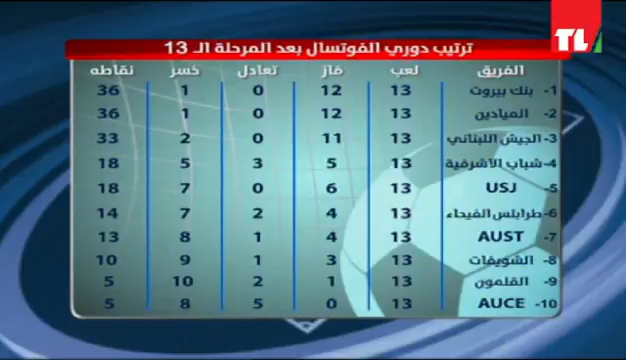 TL
ترتيب دوري الفوتسال بعد المرحلة الـ 13
الفريق لعب فاز تعادل خسر نقاطه
1- بنك بيروت 13 12 0 1 36
2- الميادين 13 12 0 1 36
3- الجيش اللبناني 13 11 0 2 33
4- شباب الأشرفية 13 5 3 5 18
5- USJ 13 6 0 7 18
6- طرابلس الفيحاء 13 4 2 7 14
7- AUST 13 4 1 8 13
8- الشويفات 13 3 1 9 10
9- القلمون 13 1 2 10 5
10- AUCE 13 0 5 8 5